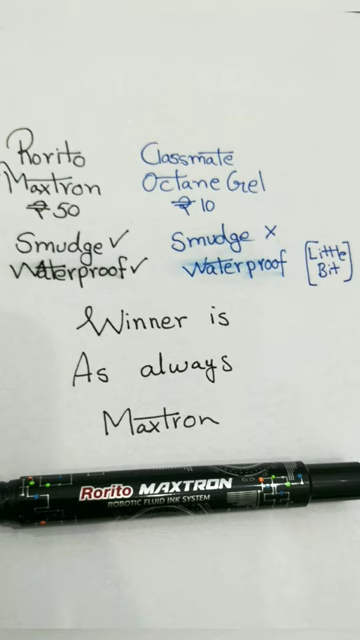 Rorito
Maxtron
₹50
Smudge ✓
Waterproof ✓
Classmate
Octane Gel
₹10
Smudge ×
Waterproof [Little Bit]
Winner is
As always
Maxtron
Rorito MAXTRON
ROBOTIC FLUID INK SYSTEM